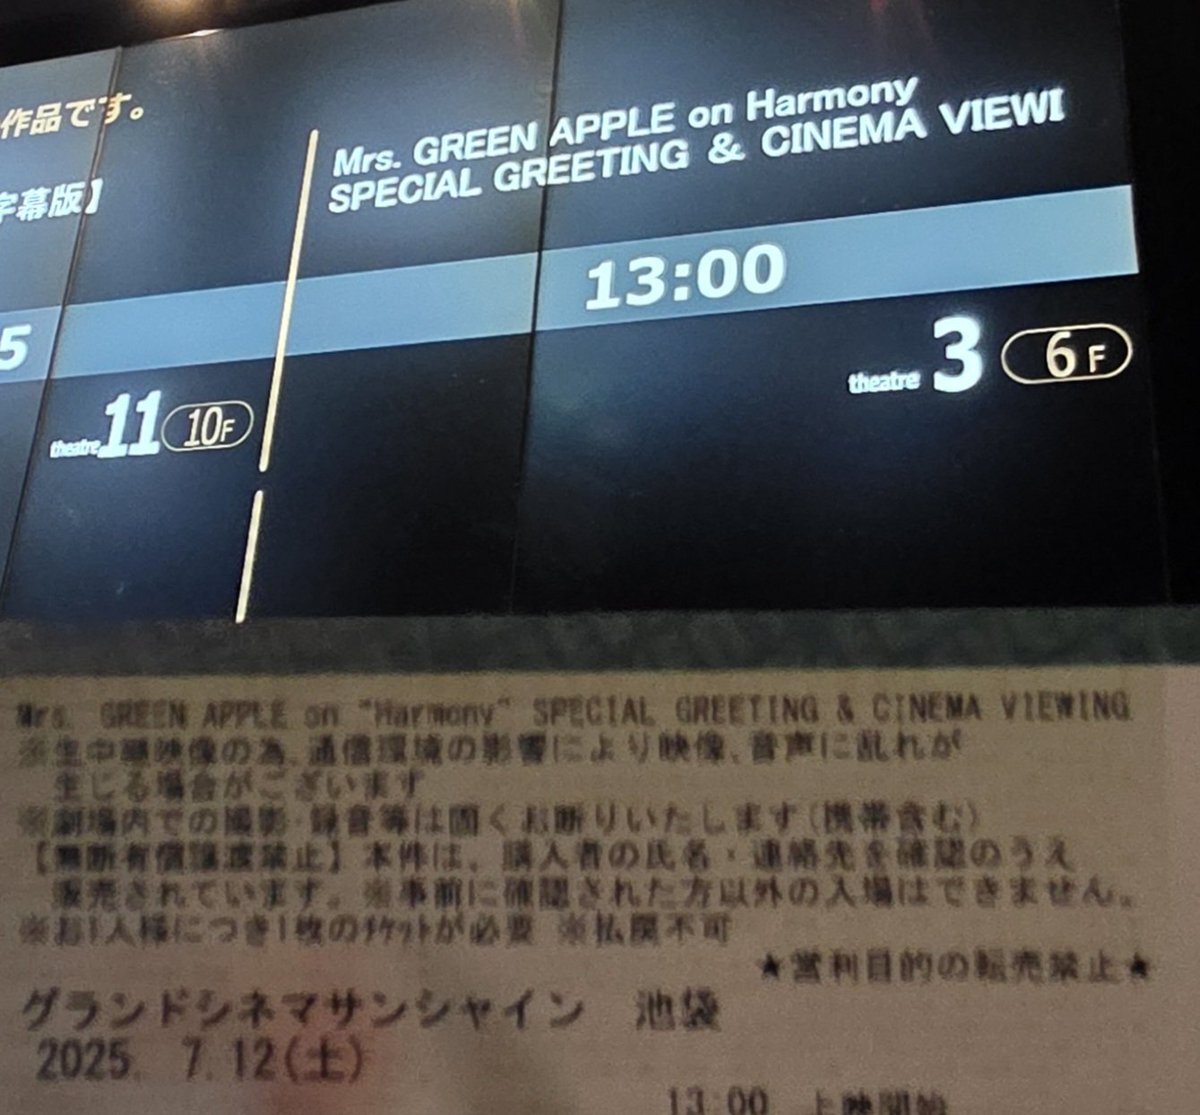 作品です。
字幕版】
5
theatre 11 10F
Mrs. GREEN APPLE on Harmony
SPECIAL GREETING & CINEMA VIEWI
13:00
theatre 3 6F
Mrs. GREEN APPLE on "Harmony" SPECIAL GREETING & CINEMA VIEWING
※生中継映像の為、通信環境の影響により映像、音声に乱れが
生じる場合がございます
※劇場内での撮影・録音等は固くお断りいたします(携帯含む)
【無断有償譲渡禁止】本件は、購入者の氏名・連絡先を確認のうえ
販売されています。※事前に確認された方以外の入場はできません。
※お1人様につき1枚のﾁｹｯﾄが必要 ※払戻不可
★営利目的の転売禁止★
グランドシネマサンシャイン 池袋
2025. 7.12(土)
13:00 上映開始